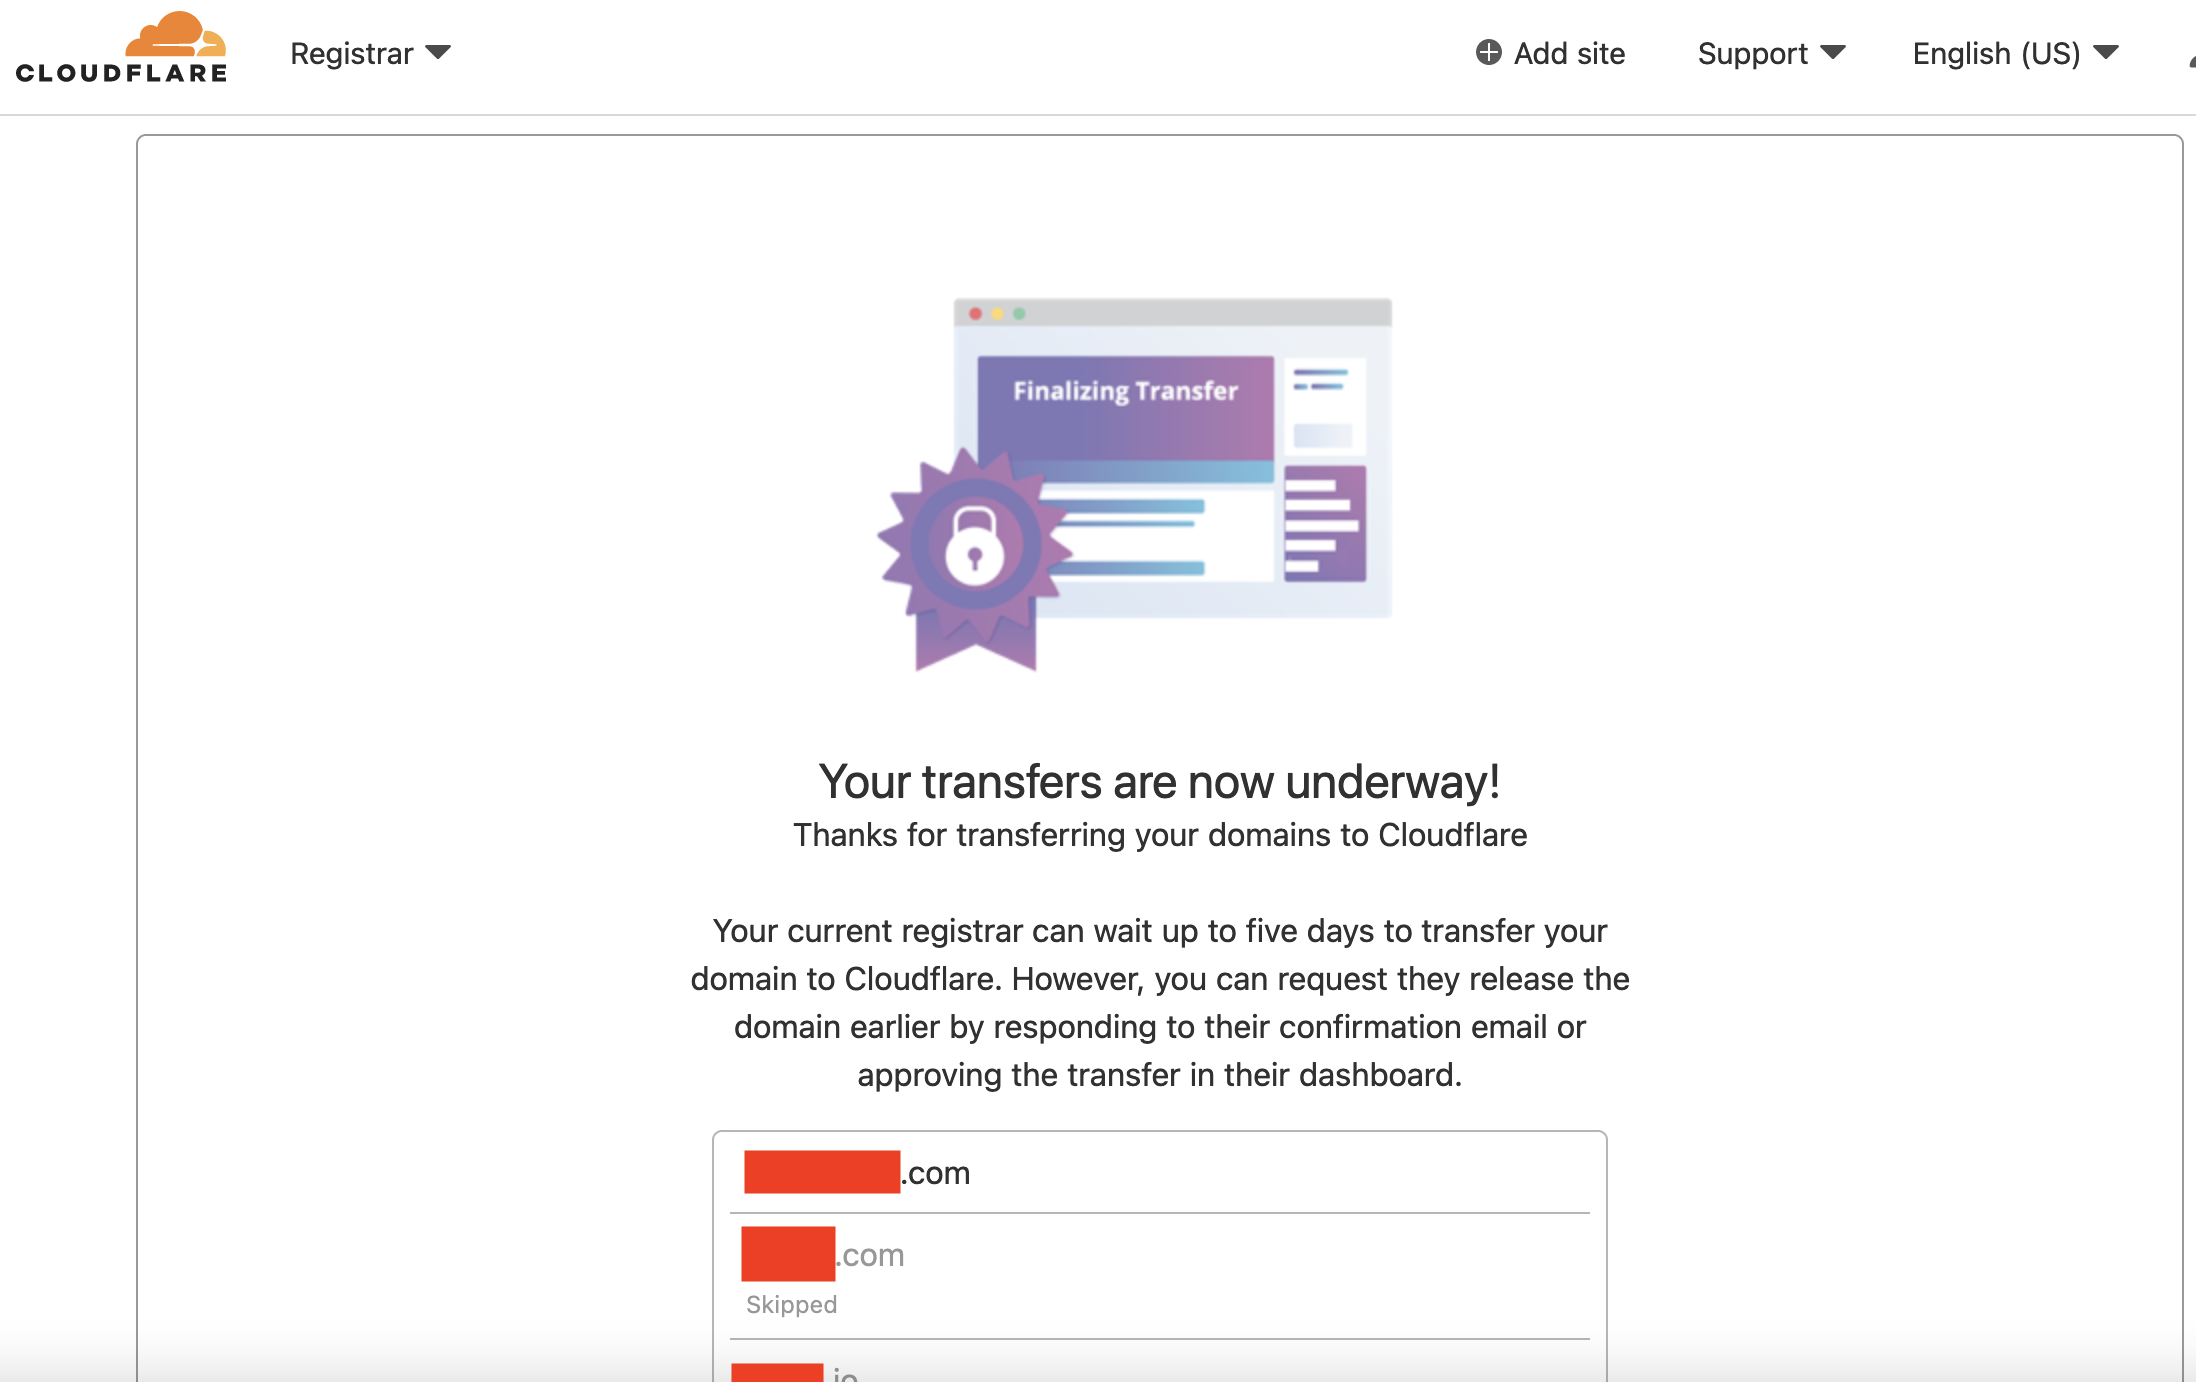 CLOUDFLARE
Registrar
Add site
Support
English (US)
Finalizing Transfer
Your transfers are now underway!
Thanks for transferring your domains to Cloudflare
Your current registrar can wait up to five days to transfer your
domain to Cloudflare. However, you can request they release the
domain earlier by responding to their confirmation email or
approving the transfer in their dashboard.
.com
.com
Skipped
.io